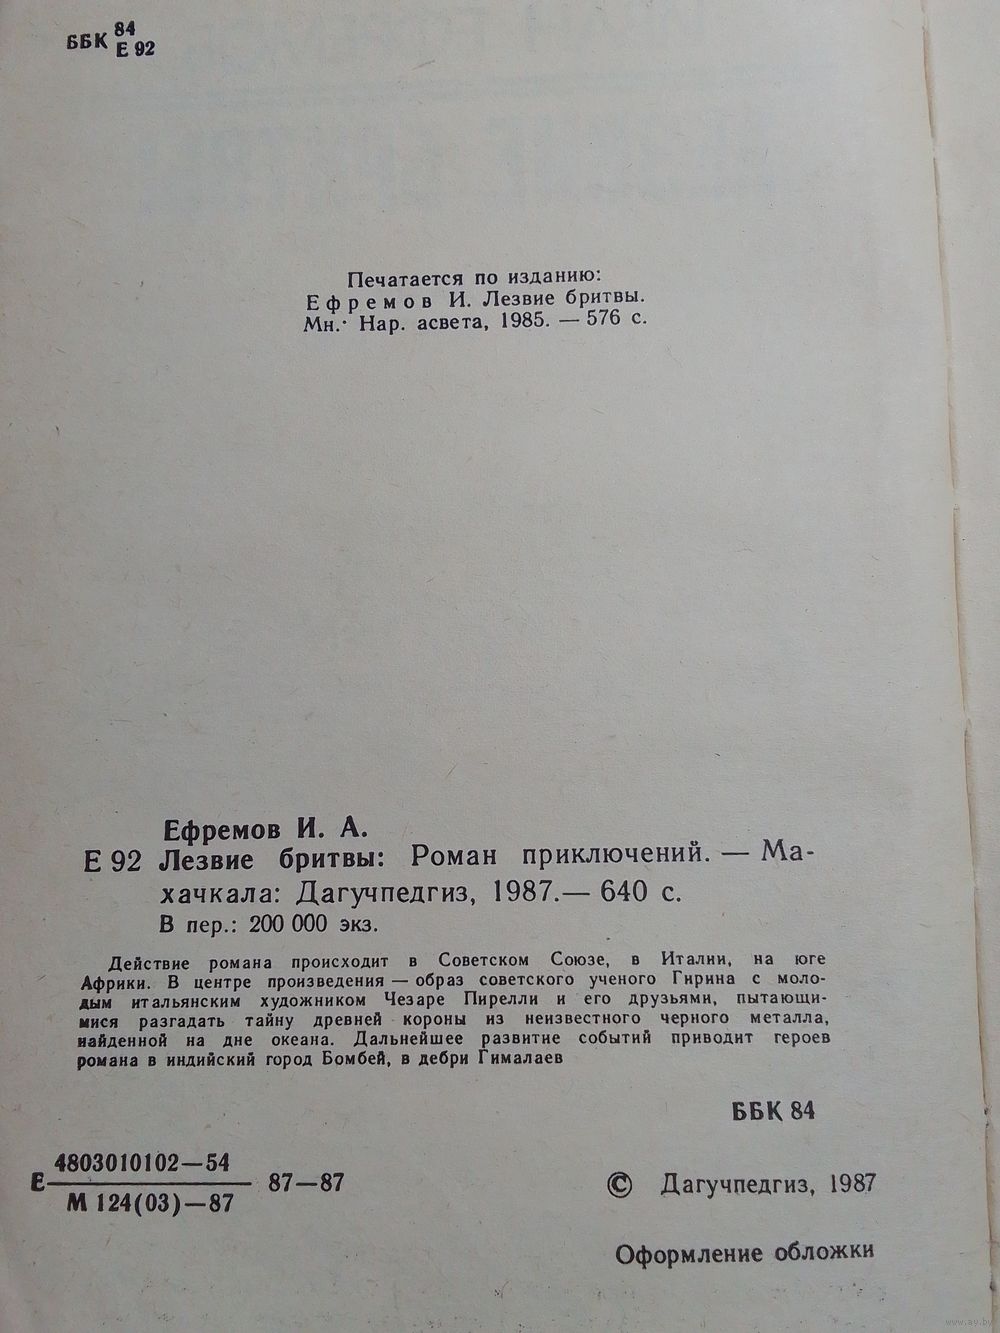 ББК 84
Е 92
Печатается по изданию:
Ефремов И. Лезвие бритвы.
Мн.: Нар. асвета, 1985. — 576 с.
Ефремов И. А.
Е 92 Лезвие бритвы: Роман приключений. — Ма-
хачкала: Дагучпедгиз, 1987.— 640 с.
В пер.: 200 000 экз.
Действие романа происходит в Советском Союзе, в Италии, на юге
Африки. В центре произведения — образ советского ученого Гирина с моло-
дым итальянским художником Чезаре Пирелли и его друзьями, пытающи-
мися разгадать тайну древней короны из неизвестного черного металла,
найденной на дне океана. Дальнейшее развитие событий приводит героев
романа в индийский город Бомбей, в дебри Гималаев
ББК 84
Е 4803010102—54
М 124(03)—87
87—87
© Дагучпедгиз, 1987
Оформление обложки
www.ay.by